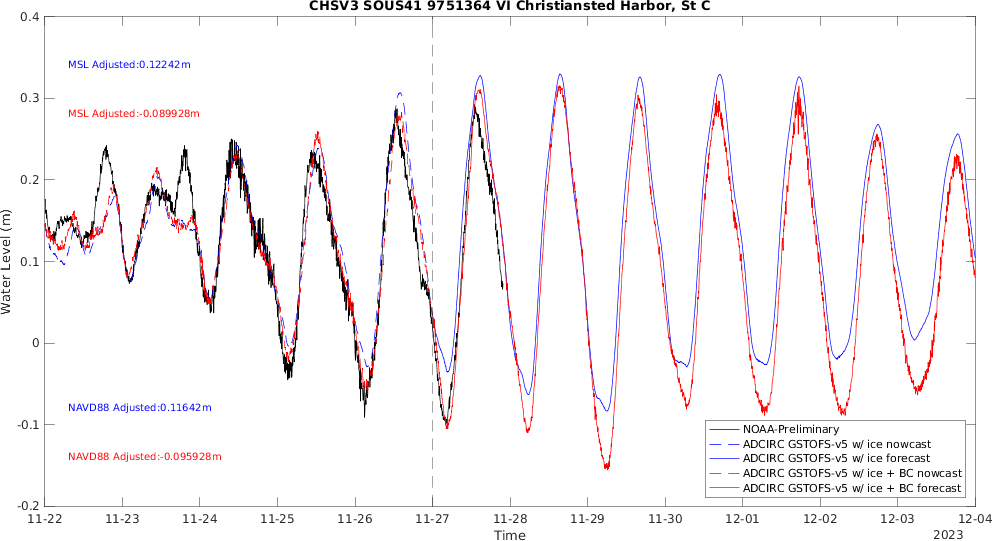 CHSV3 SOUS41 9751364 VI Christiansted Harbor, St C
0.4
0.3
0.2
0.1
0
-0.1
-0.2
Water Level (m)
MSL Adjusted:0.12242m
MSL Adjusted:-0.089928m
NAVD88 Adjusted:0.11642m
NAVD88 Adjusted:-0.095928m
NOAA-Preliminary
ADCIRC GSTOFS-v5 w/ ice nowcast
ADCIRC GSTOFS-v5 w/ ice forecast
ADCIRC GSTOFS-v5 w/ ice + BC nowcast
ADCIRC GSTOFS-v5 w/ ice + BC forecast
11-22 11-23 11-24 11-25 11-26 11-27 11-28 11-29 11-30 12-01 12-02 12-03 12-04
Time
2023